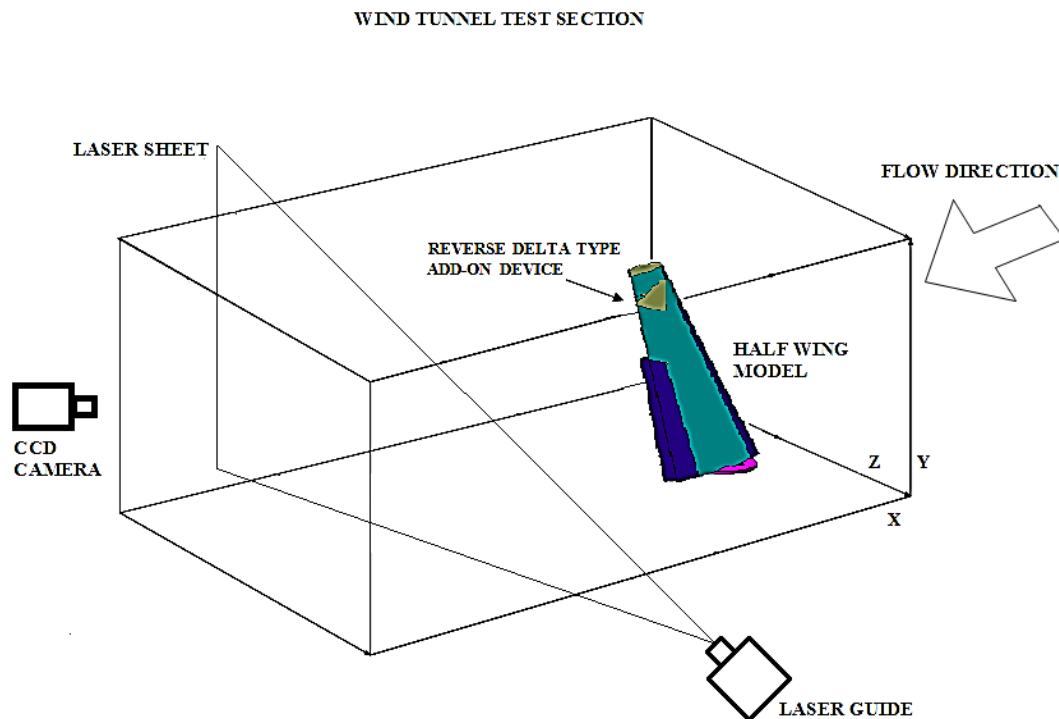 WIND TUNNEL TEST SECTION
LASER SHEET
FLOW DIRECTION
REVERSE DELTA TYPE
ADD-ON DEVICE
HALF WING
MODEL
CCD
CAMERA
Z
Y
X
LASER GUIDE